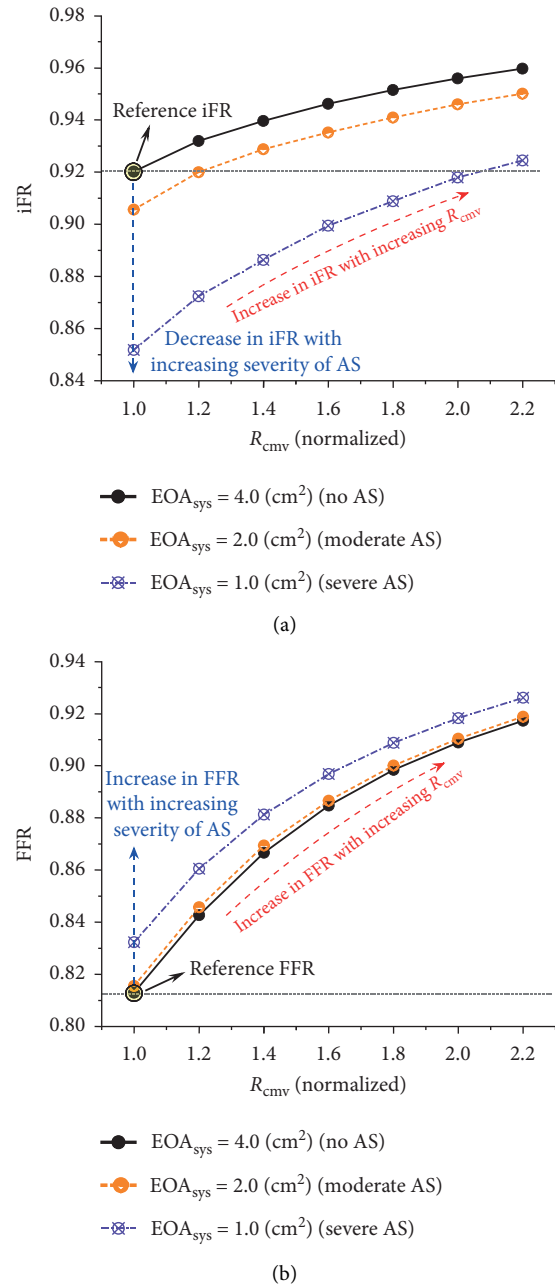 0.98
0.96
0.94
0.92
0.90
0.88
0.86
0.84
iFR
Reference iFR
Increase in iFR with increasing Rcmv
Decrease in iFR with
increasing severity of AS
1.0 1.2 1.4 1.6 1.8 2.0 2.2
Rcmv (normalized)
EOAsys = 4.0 (cm²) (no AS)
EOAsys = 2.0 (cm²) (moderate AS)
EOAsys = 1.0 (cm²) (severe AS)
(a)
0.94
0.92
0.90
0.88
0.86
0.84
0.82
0.80
FFR
Increase in FFR
with increasing
severity of AS
Increase in FFR with increasing Rcmv
Reference FFR
1.0 1.2 1.4 1.6 1.8 2.0 2.2
Rcmv (normalized)
EOAsys = 4.0 (cm²) (no AS)
EOAsys = 2.0 (cm²) (moderate AS)
EOAsys = 1.0 (cm²) (severe AS)
(b)